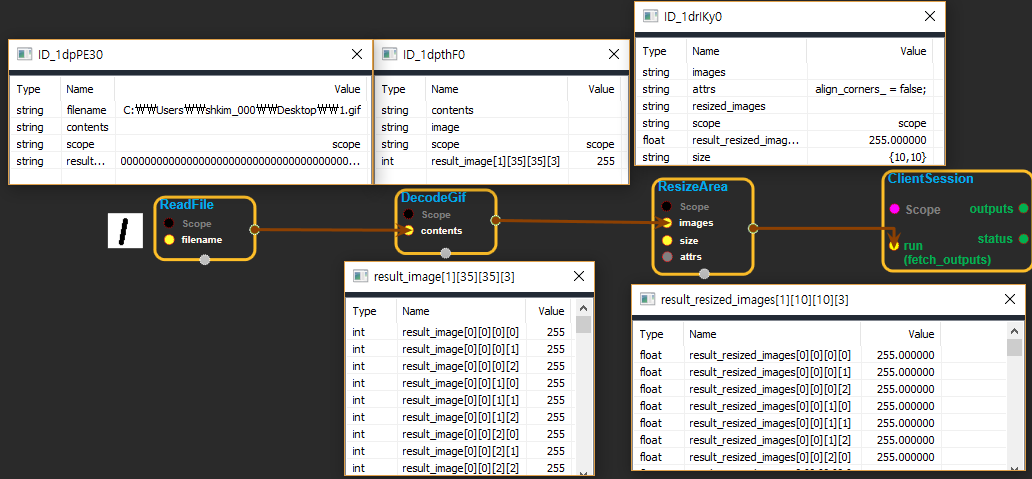 ID_1dpPE30
Type Name Value
string filename C:₩₩Users₩₩shkim_000₩₩Desktop₩₩1.gif
string contents
string scope scope
string result... 00000000000000000000000000000000000...
ID_1dpthF0
Type Name Value
string contents
string image
string scope scope
int result_image[1][35][35][3] 255
ID_1drIKy0
Type Name Value
string images
string attrs align_corners_ = false;
string resized_images
string scope scope
float result_resized_imag... 255.000000
string size {10,10}
ReadFile
Scope
filename
DecodeGif
Scope
contents
ResizeArea
Scope
images
size
attrs
ClientSession
Scope outputs
status
run
(fetch_outputs)
result_image[1][35][35][3]
Type Name Value
int result_image[0][0][0][0] 255
int result_image[0][0][0][1] 255
int result_image[0][0][0][2] 255
int result_image[0][0][1][0] 255
int result_image[0][0][1][1] 255
int result_image[0][0][1][2] 255
int result_image[0][0][2][0] 255
int result_image[0][0][2][1] 255
int result_image[0][0][2][2] 255
result_resized_images[1][10][10][3]
Type Name Value
float result_resized_images[0][0][0][0] 255.000000
float result_resized_images[0][0][0][1] 255.000000
float result_resized_images[0][0][0][2] 255.000000
float result_resized_images[0][0][1][0] 255.000000
float result_resized_images[0][0][1][1] 255.000000
float result_resized_images[0][0][1][2] 255.000000
float result_resized_images[0][0][2][0] 255.000000